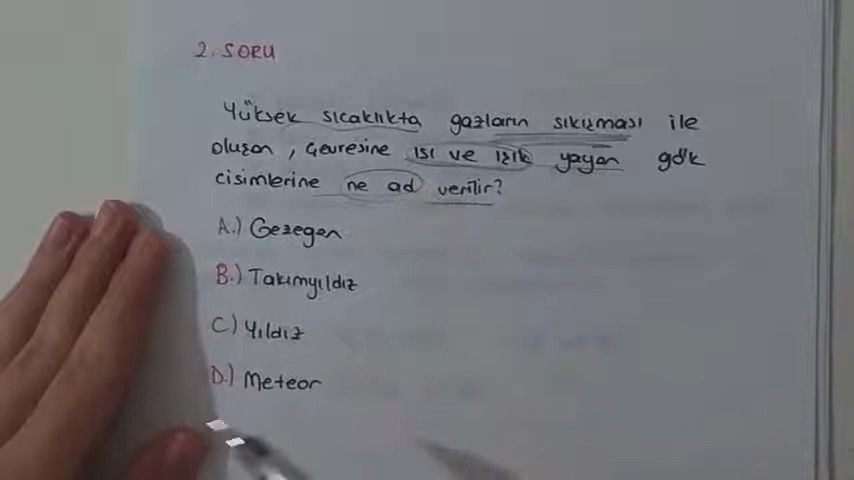 2. SORU
Yüksek sıcaklıkta gazların sıkışması ile
oluşan, Çevresine ısı ve ışık yayan gök
cisimlerine ne ad verilir?
A.) Gezegen
B.) Takımyıldız
C) Yıldız
D.) Meteor